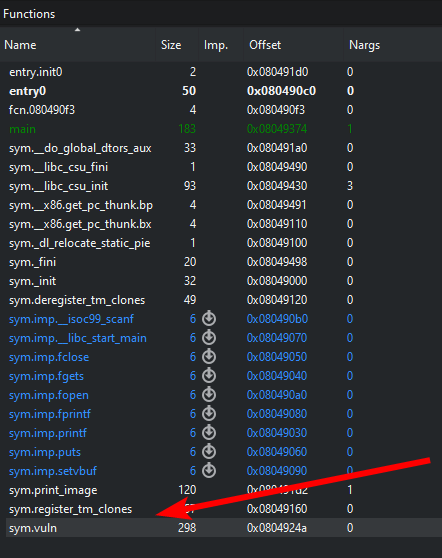 Functions
Name Size Imp. Offset Nargs
entry.init0 2 0x080491d0 0
entry0 50 0x080490c0 0
fcn.080490f3 4 0x080490f3 0
main 183 0x08049374 1
sym.__do_global_dtors_aux 33 0x080491a0 0
sym.__libc_csu_fini 1 0x08049490 0
sym.__libc_csu_init 93 0x08049430 3
sym.__x86.get_pc_thunk.bp 4 0x08049491 0
sym.__x86.get_pc_thunk.bx 4 0x08049110 0
sym._dl_relocate_static_pie 1 0x08049100 0
sym._fini 20 0x08049498 0
sym._init 32 0x08049000 0
sym.deregister_tm_clones 49 0x08049120 0
sym.imp.__isoc99_scanf 6 0x080490b0 0
sym.imp.__libc_start_main 6 0x08049070 0
sym.imp.fclose 6 0x08049050 0
sym.imp.fgets 6 0x08049040 0
sym.imp.fopen 6 0x080490a0 0
sym.imp.fprintf 6 0x08049080 0
sym.imp.printf 6 0x08049030 0
sym.imp.puts 6 0x08049060 0
sym.imp.setvbuf 6 0x08049090 0
sym.print_image 120 1
sym.register_tm_clones 0x08049160 0
sym.vuln 298 0x0804924a 0